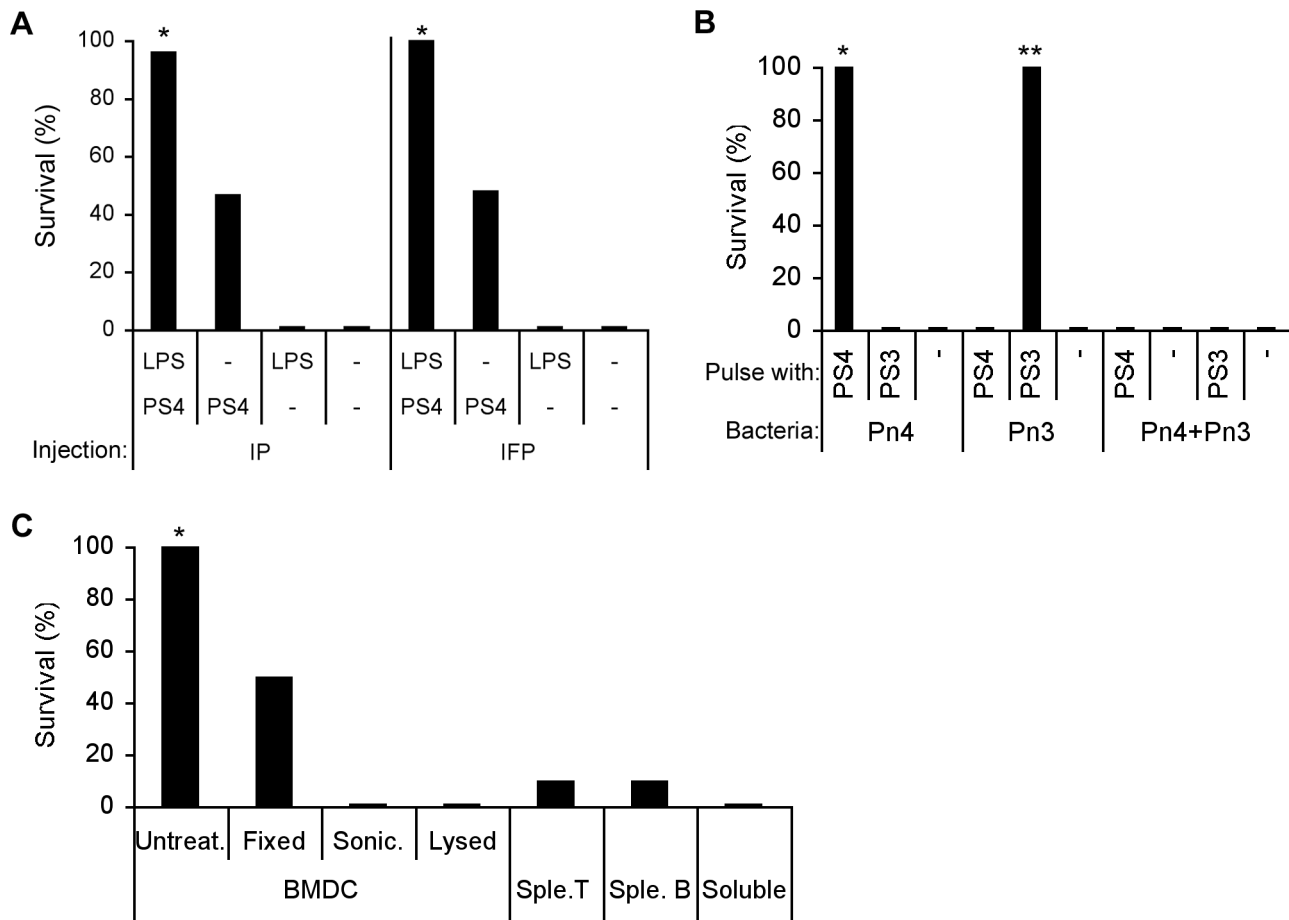 A
* *
100
80
60
40
20
0
Survival (%)
LPS - LPS - LPS - LPS -
PS4 PS4 - - PS4 PS4 - -
Injection: IP IFP
B
* **
100
80
60
40
20
0
Survival (%)
Pulse with: PS4 PS3 - PS4 PS3 - PS4 - PS3 -
Bacteria: Pn4 Pn3 Pn4+Pn3
C
*
100
80
60
40
20
0
Survival (%)
Untreat. Fixed Sonic. Lysed
BMDC Sple.T Sple. B Soluble